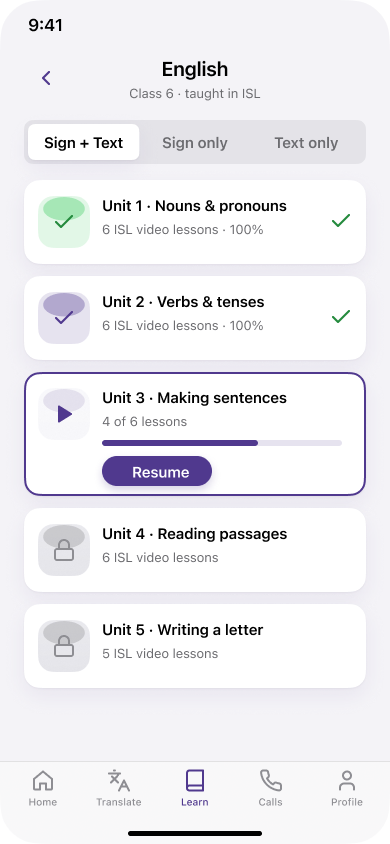 9:41
English
Class 6 · taught in ISL
Sign + Text
Sign only
Text only
Unit 1 · Nouns & pronouns
6 ISL video lessons · 100%
Unit 2 · Verbs & tenses
6 ISL video lessons · 100%
Unit 3 · Making sentences
4 of 6 lessons
Resume
Unit 4 · Reading passages
6 ISL video lessons
Unit 5 · Writing a letter
5 ISL video lessons
Home
Translate
Learn
Calls
Profile